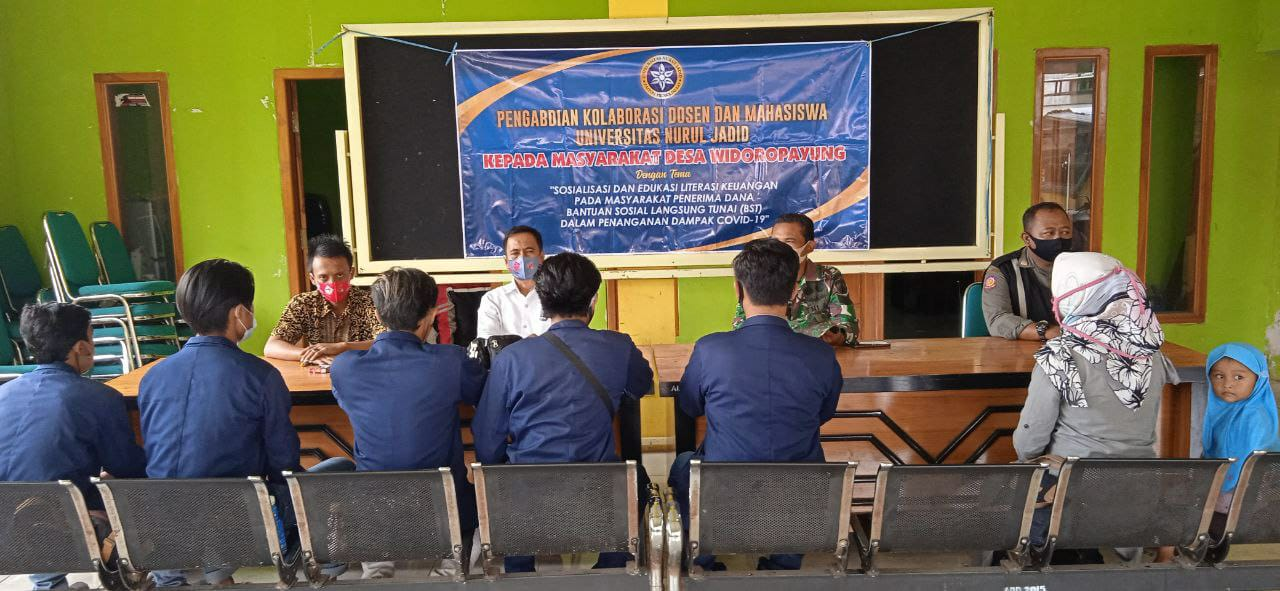 PENGABDIAN KOLABORASI DOSEN DAN MAHASISWA
UNIVERSITAS NURUL JADID
KEPADA MASYARAKAT DESA WIDOROPAYUNG
Dengan Tema
"SOSIALISASI DAN EDUKASI LITERASI KEUANGAN
PADA MASYARAKAT PENERIMA DANA -
BANTUAN SOSIAL LANGSUNG TUNAI (BST)
DALAM PENANGANAN DAMPAK COVID-19"